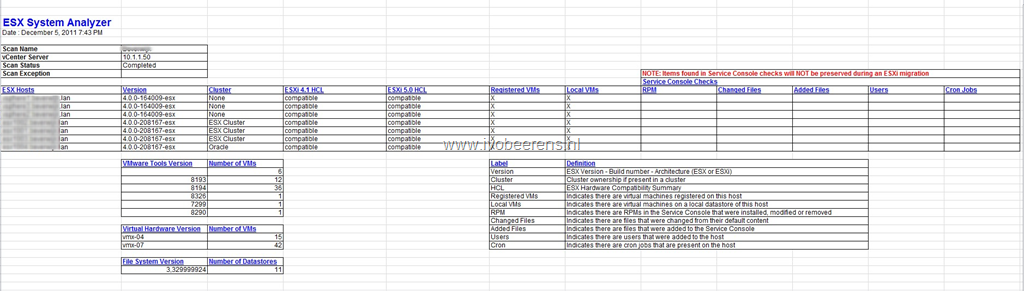 ESX System Analyzer
Date : December 5, 2011 7:43 PM
Scan Name
vCenter Server 10.1.1.50
Scan Status Completed
Scan Exception
NOTE: Items found in Service Console checks will NOT be preserved during an ESXi migration
Service Console Checks
ESX Hosts Version Cluster ESXi 4.1 HCL ESXi 5.0 HCL Registered VMs Local VMs RPM Changed Files Added Files Users Cron Jobs
.lan 4.0.0-164009-esx None compatible compatible X X
.lan 4.0.0-164009-esx None compatible compatible X X
.lan 4.0.0-164009-esx None compatible compatible X X
.lan 4.0.0-208167-esx ESX Cluster compatible compatible X X
.lan 4.0.0-208167-esx ESX Cluster compatible compatible X X
.lan 4.0.0-208167-esx ESX Cluster compatible compatible X X
.lan 4.0.0-208167-esx Oracle compatible compatible X X
www.ivobeerens.nl
VMware Tools Version Number of VMs
6
8193 12
8194 36
8326 1
7299 1
8290 1
Virtual Hardware Version Number of VMs
vmx-04 15
vmx-07 42
File System Version Number of Datastores
3,329999924 11
Label Definition
Version ESX Version - Build number - Architecture (ESX or ESXi)
Cluster Cluster ownership if present in a cluster
HCL ESX Hardware Compatibility Summary
Registered VMs Indicates there are virtual machines registered on this host
Local VMs Indicates there are virtual machines on a local datastore of this host
RPM Indicates there are RPMs in the Service Console that were installed, modified or removed
Changed Files Indicates there are files that were changed from their default content
Added Files Indicates there are files that were added to the Service Console
Users Indicates there are users that were added to the host
Cron Indicates there are cron jobs that are present on the host